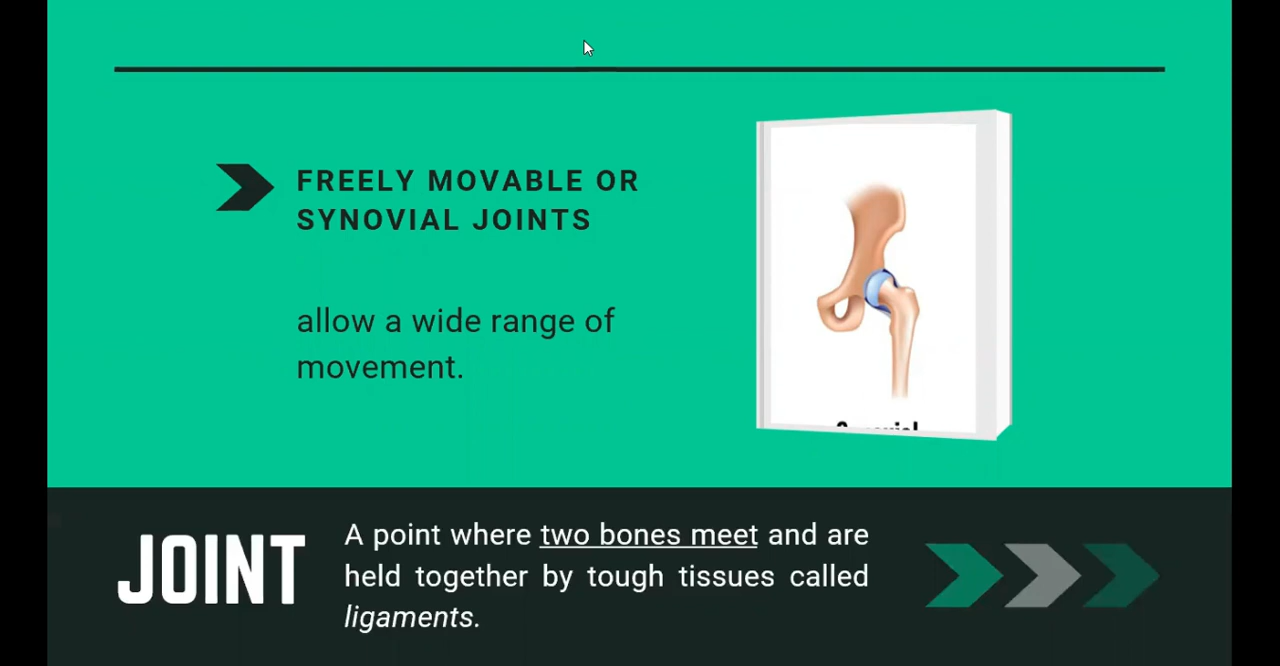 FREELY MOVABLE OR
SYNOVIAL JOINTS
allow a wide range of
movement.
JOINT
A point where two bones meet and are
held together by tough tissues called
ligaments.